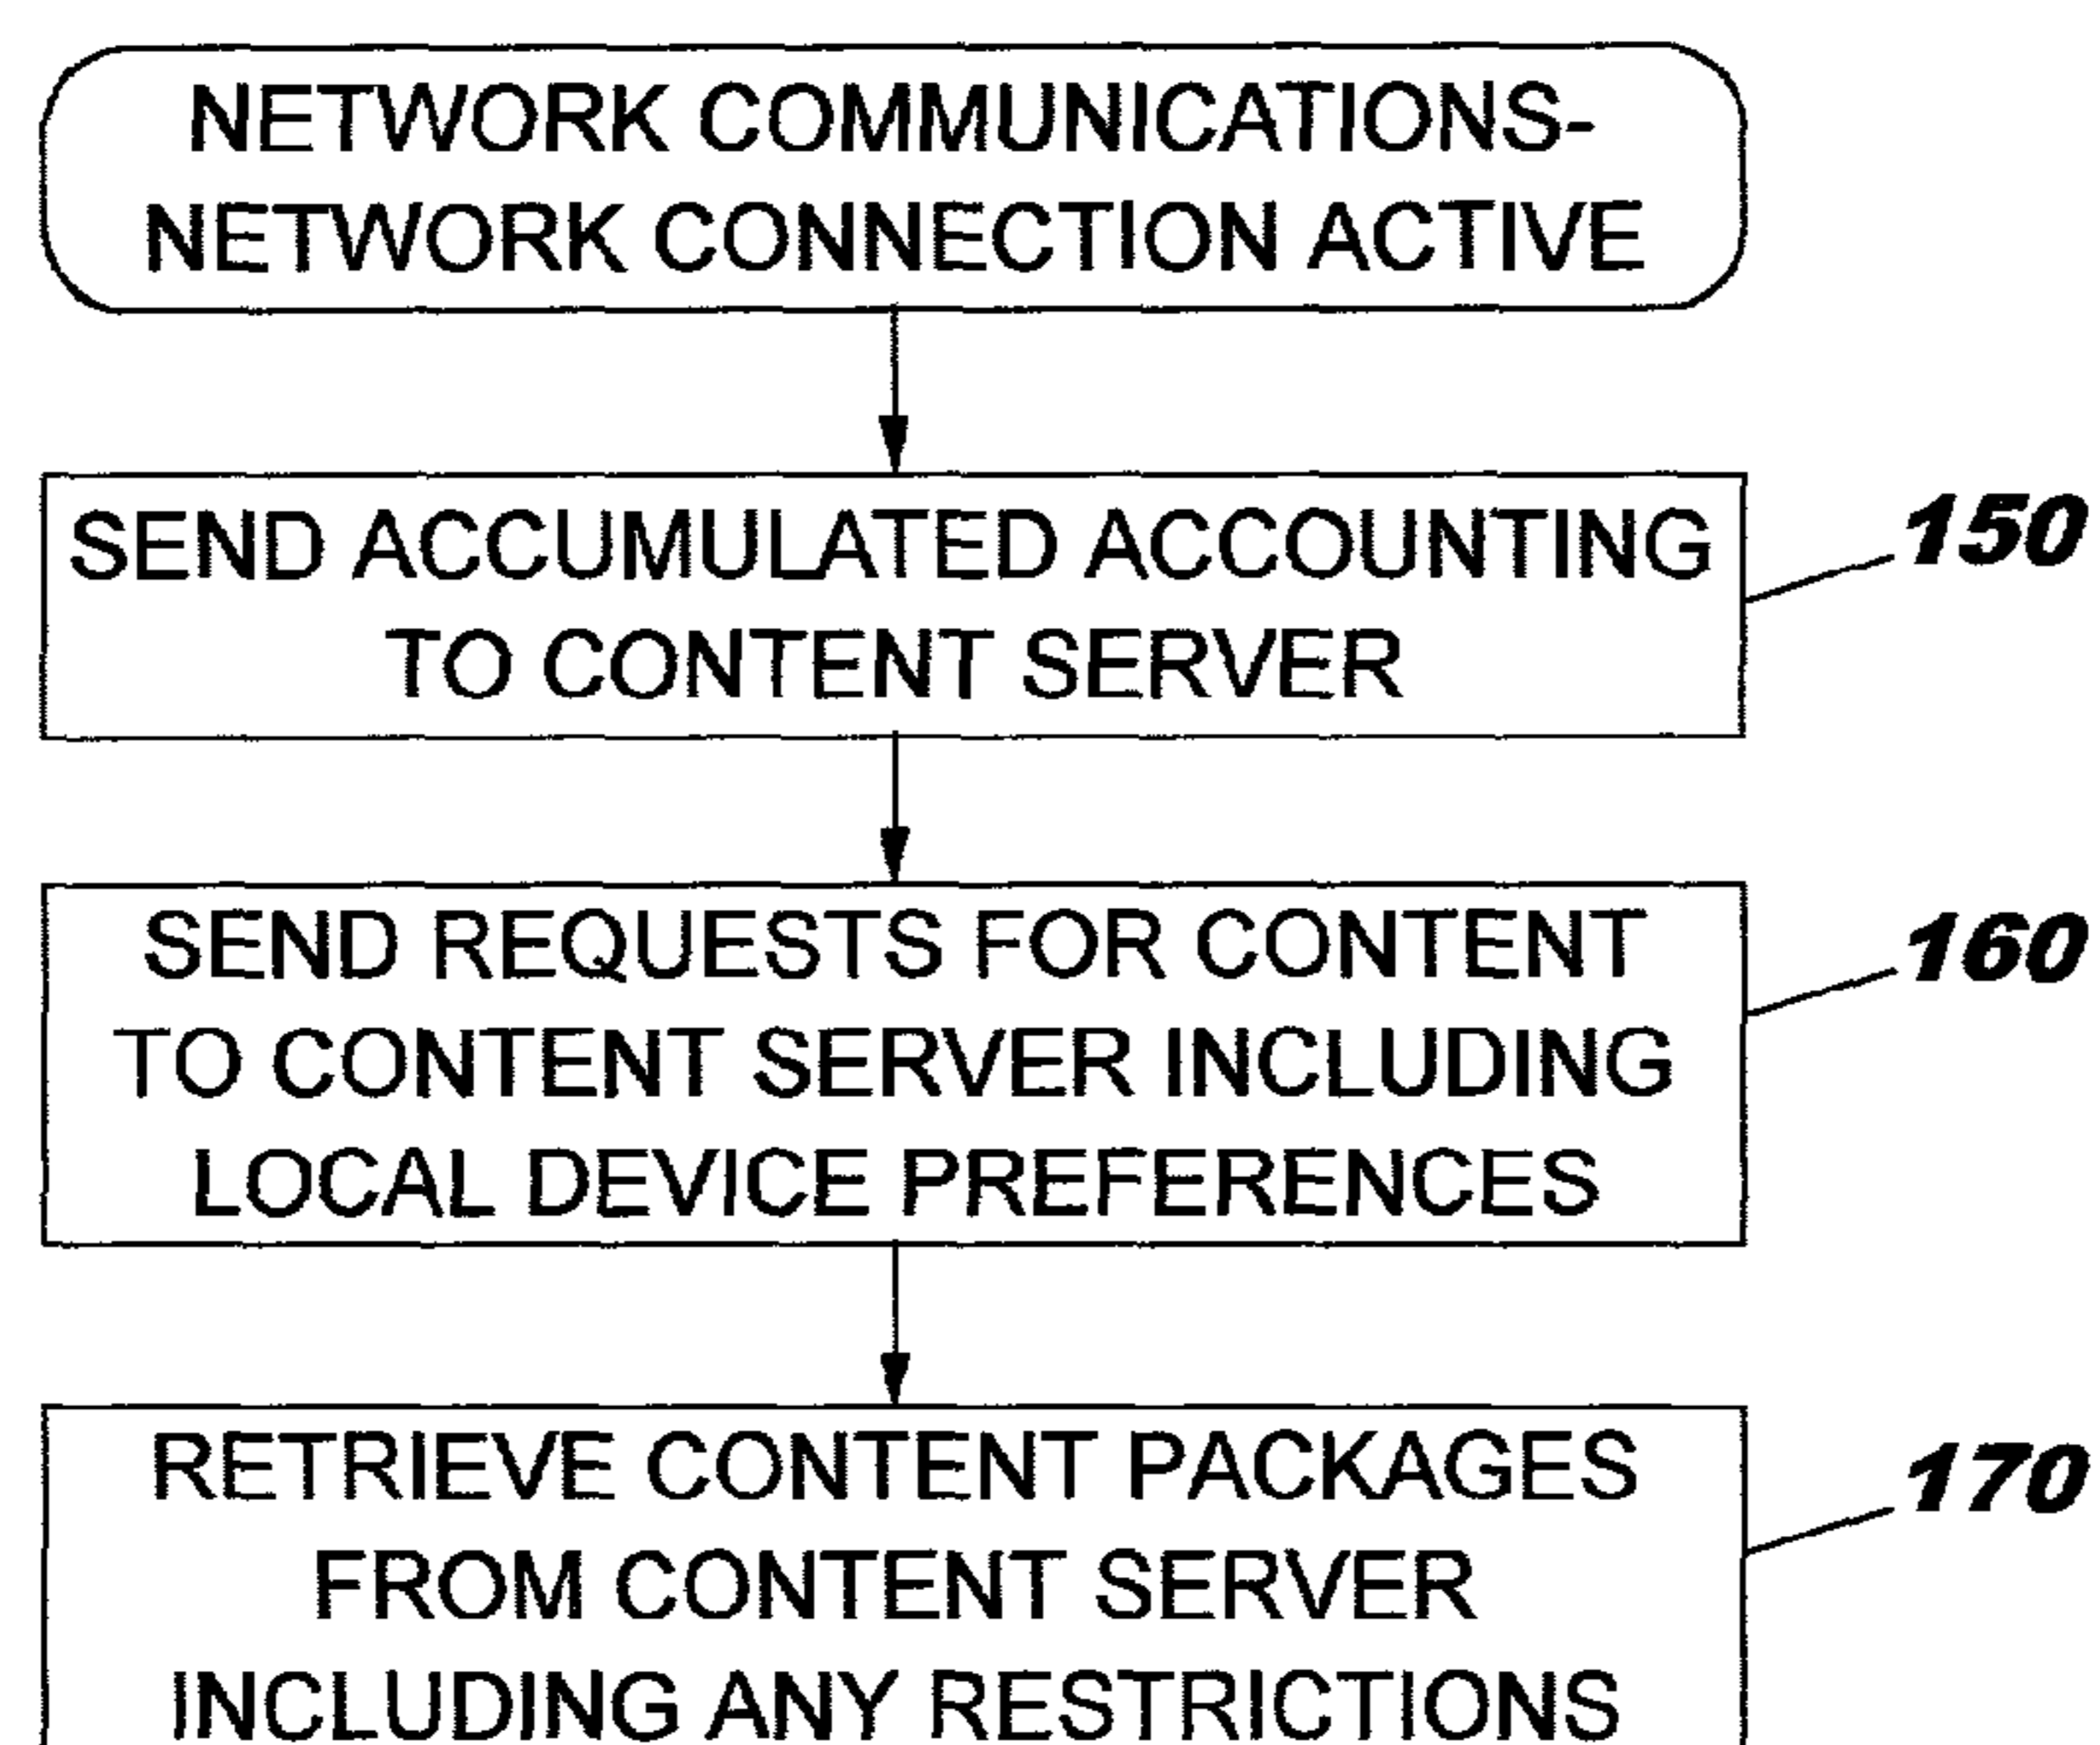 NETWORK COMMUNICATIONS-
NETWORK CONNECTION ACTIVE
SEND ACCUMULATED ACCOUNTING
TO CONTENT SERVER
150
SEND REQUESTS FOR CONTENT
TO CONTENT SERVER INCLUDING
LOCAL DEVICE PREFERENCES
160
RETRIEVE CONTENT PACKAGES
FROM CONTENT SERVER
INCLUDING ANY RESTRICTIONS
170